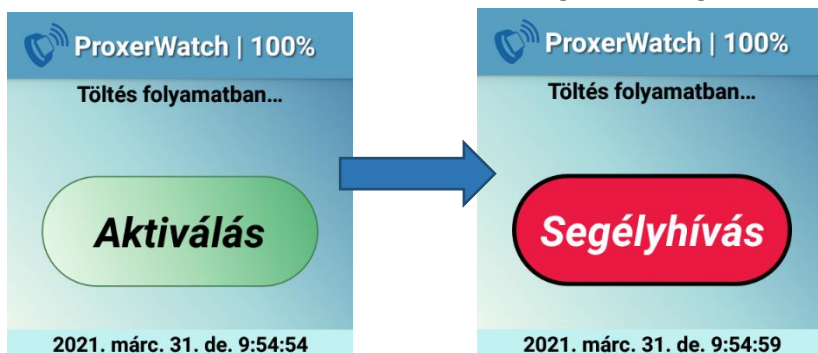 ProxerWatch | 100%
Töltés folyamatban...
Aktiválás
2021. márc. 31. de. 9:54:54
ProxerWatch | 100%
Töltés folyamatban...
Segélyhívás
2021. márc. 31. de. 9:54:59